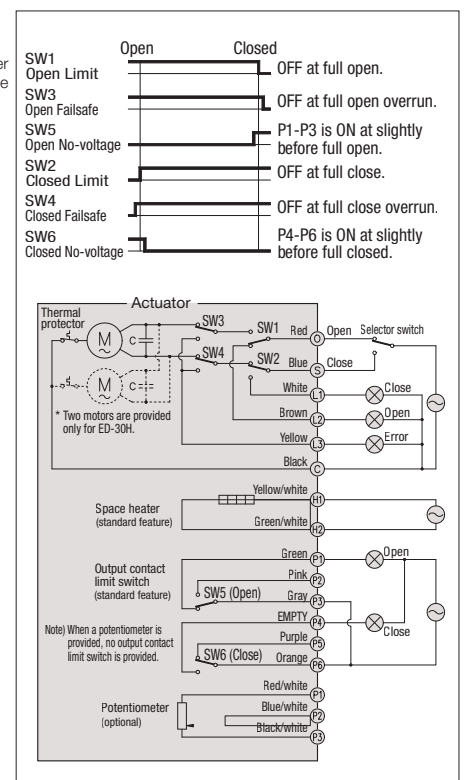 er
e
Open Closed
SW1
Open Limit
OFF at full open.
SW3
Open Failsafe
OFF at full open overrun.
SW5
Open No-voltage
P1-P3 is ON at slightly
before full open.
SW2
Closed Limit
OFF at full close.
SW4
Closed Failsafe
OFF at full close overrun.
SW6
Closed No-voltage
P4-P6 is ON at slightly
before full closed.
Actuator
Thermal
protector
M C
SW3
SW1 Red O Open Selector switch
SW4
SW2 Blue S Close
M C
White L1 Close
* Two motors are provided
only for ED-30H.
Brown L2 Open
Yellow L3 Error
Black C
Space heater
(standard feature)
Yellow/white H1
Green/white H2
Output contact
limit switch
(standard feature)
Green P1 Open
Pink P2
SW5 (Open) Gray P3
EMPTY P4
Close
Note) When a potentiometer is
provided, no output contact
limit switch is provided.
Purple P5
SW6 (Close) Orange P6
Potentiometer
(optional)
Red/white P1
Blue/white P2
Black/white P3